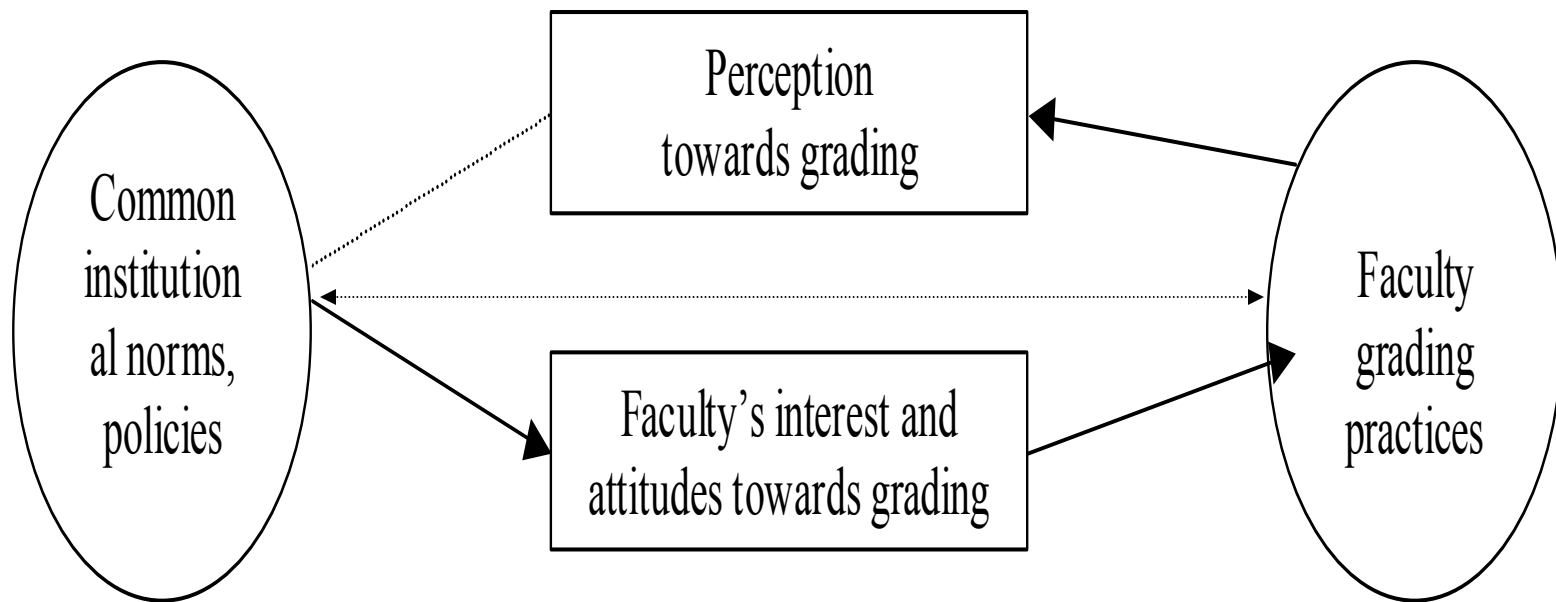 Perception
towards grading
Common
institution
al norms,
policies
Faculty’s interest and
attitudes towards grading
Faculty
grading
practices